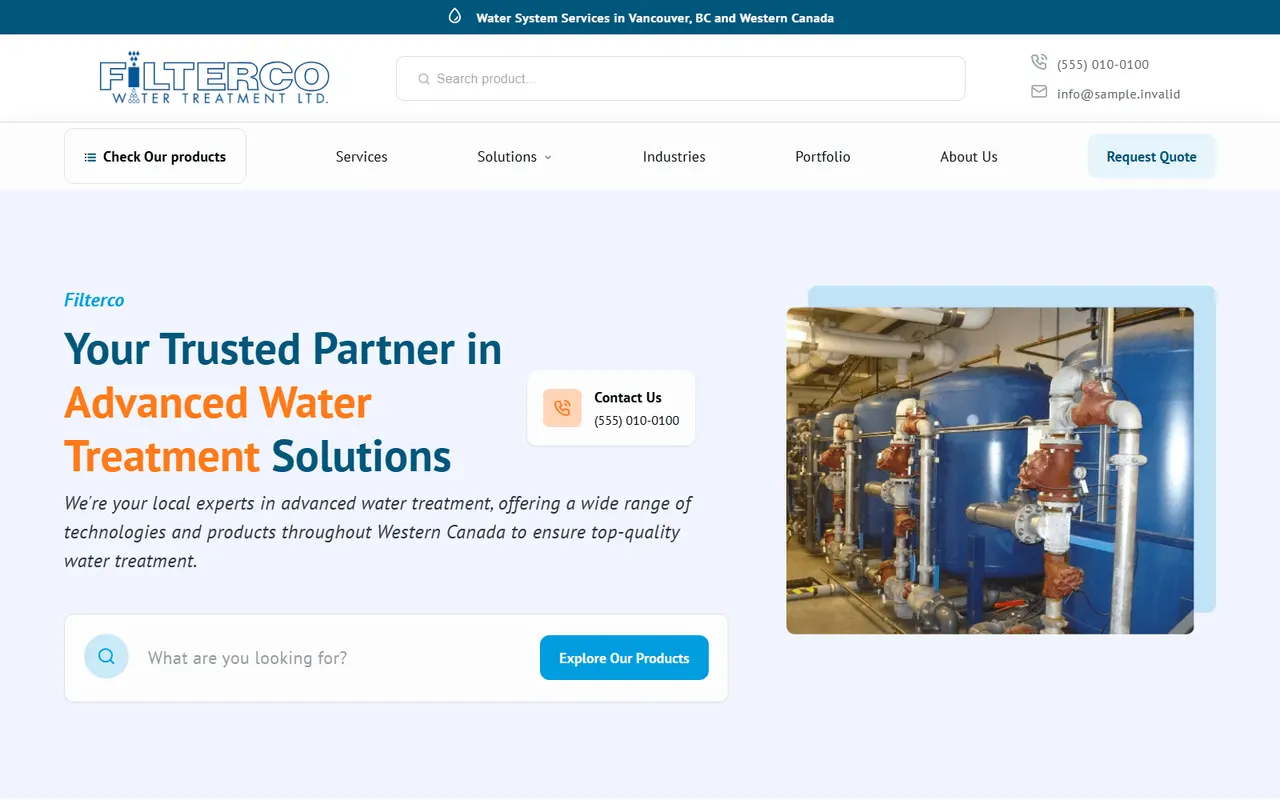 Water System Services in Vancouver, BC and Western Canada
FILTERCO
WATER TREATMENT LTD.
Search product...
(555) 010-0100
info@sample.invalid
Check Our products
Services
Solutions
Industries
Portfolio
About Us
Request Quote
Filterco
Your Trusted Partner in
Advanced Water
Treatment Solutions
Contact Us
(555) 010-0100
We're your local experts in advanced water treatment, offering a wide range of
technologies and products throughout Western Canada to ensure top-quality
water treatment.
What are you looking for?
Explore Our Products